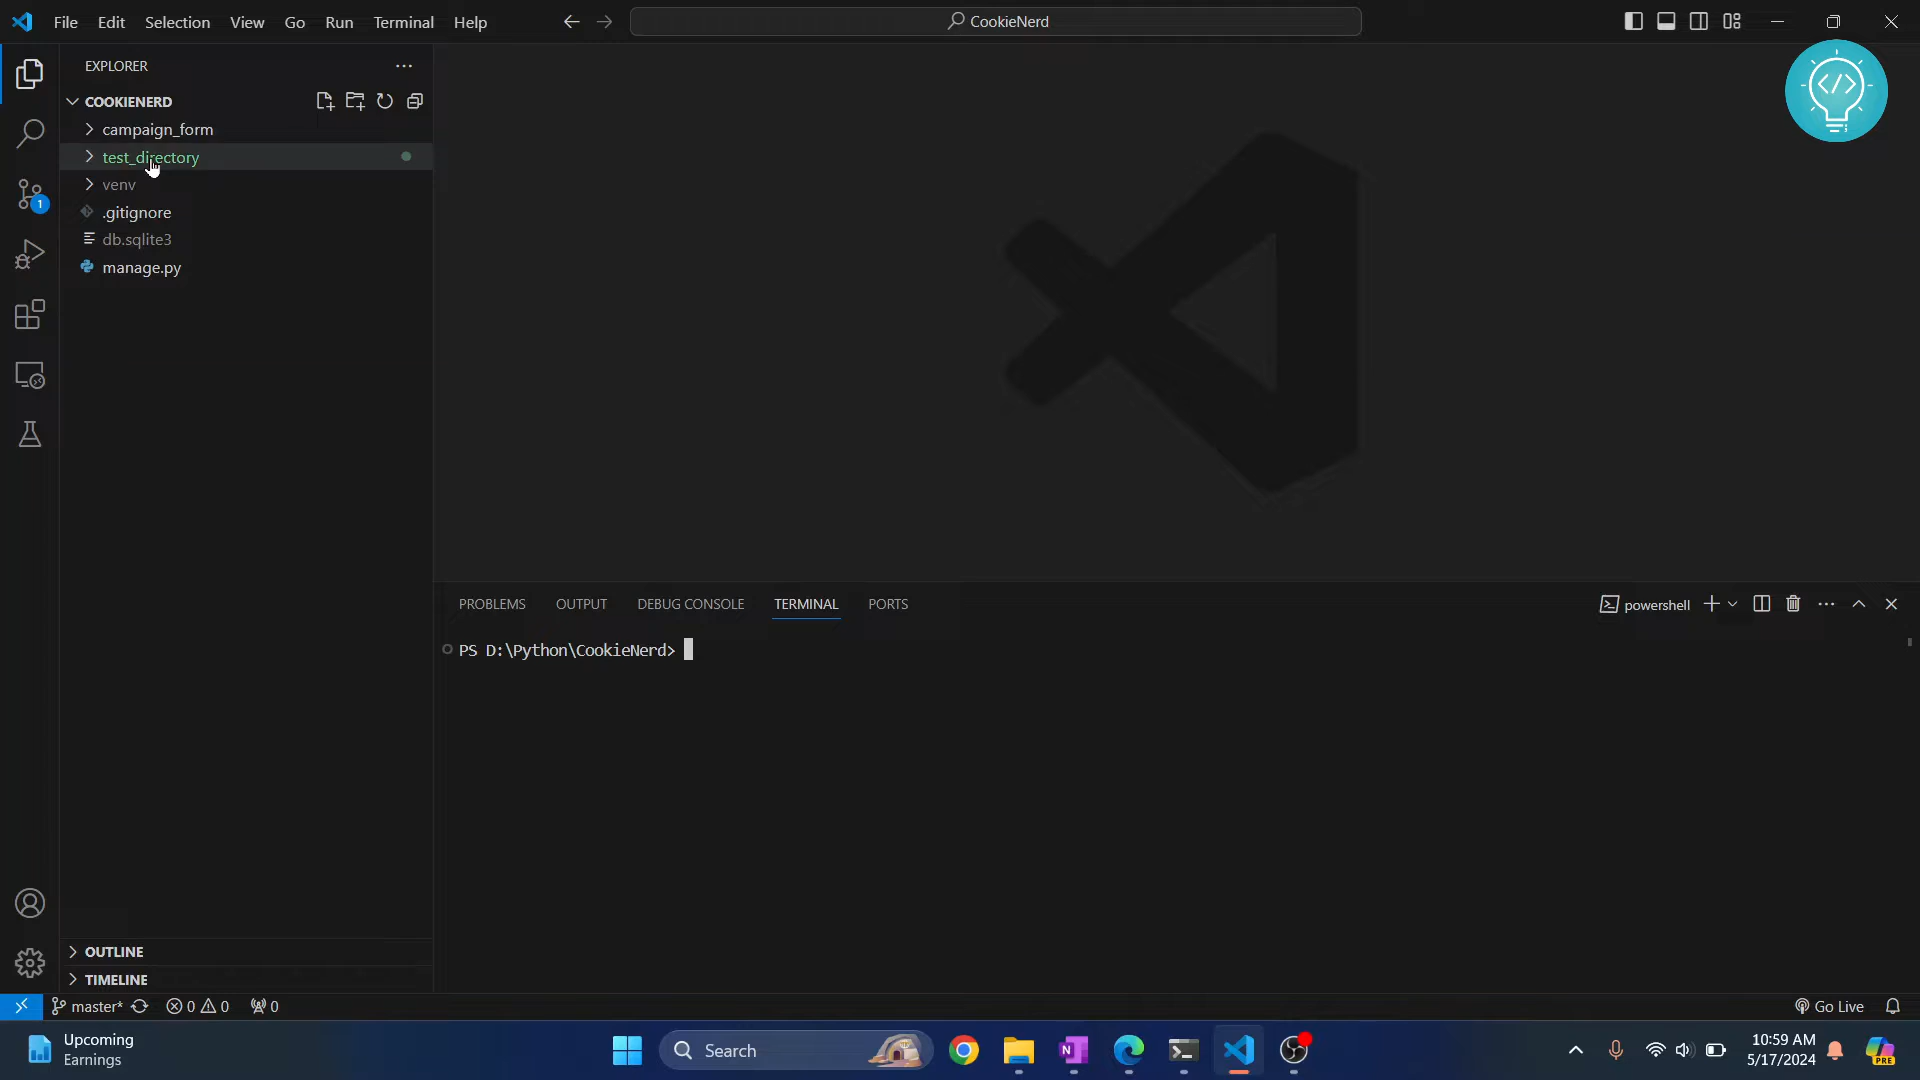 File Edit Selection View Go Run Terminal Help
CookieNerd
EXPLORER
COOKIENERD
campaign_form
test_directory
venv
.gitignore
db.sqlite3
manage.py
1
PROBLEMS OUTPUT DEBUG CONSOLE TERMINAL PORTS
powershell
PS D:\Python\CookieNerd>
OUTLINE
TIMELINE
master* 0 0 0
Go Live
Upcoming
Earnings
Search
10:59 AM
5/17/2024
PRE